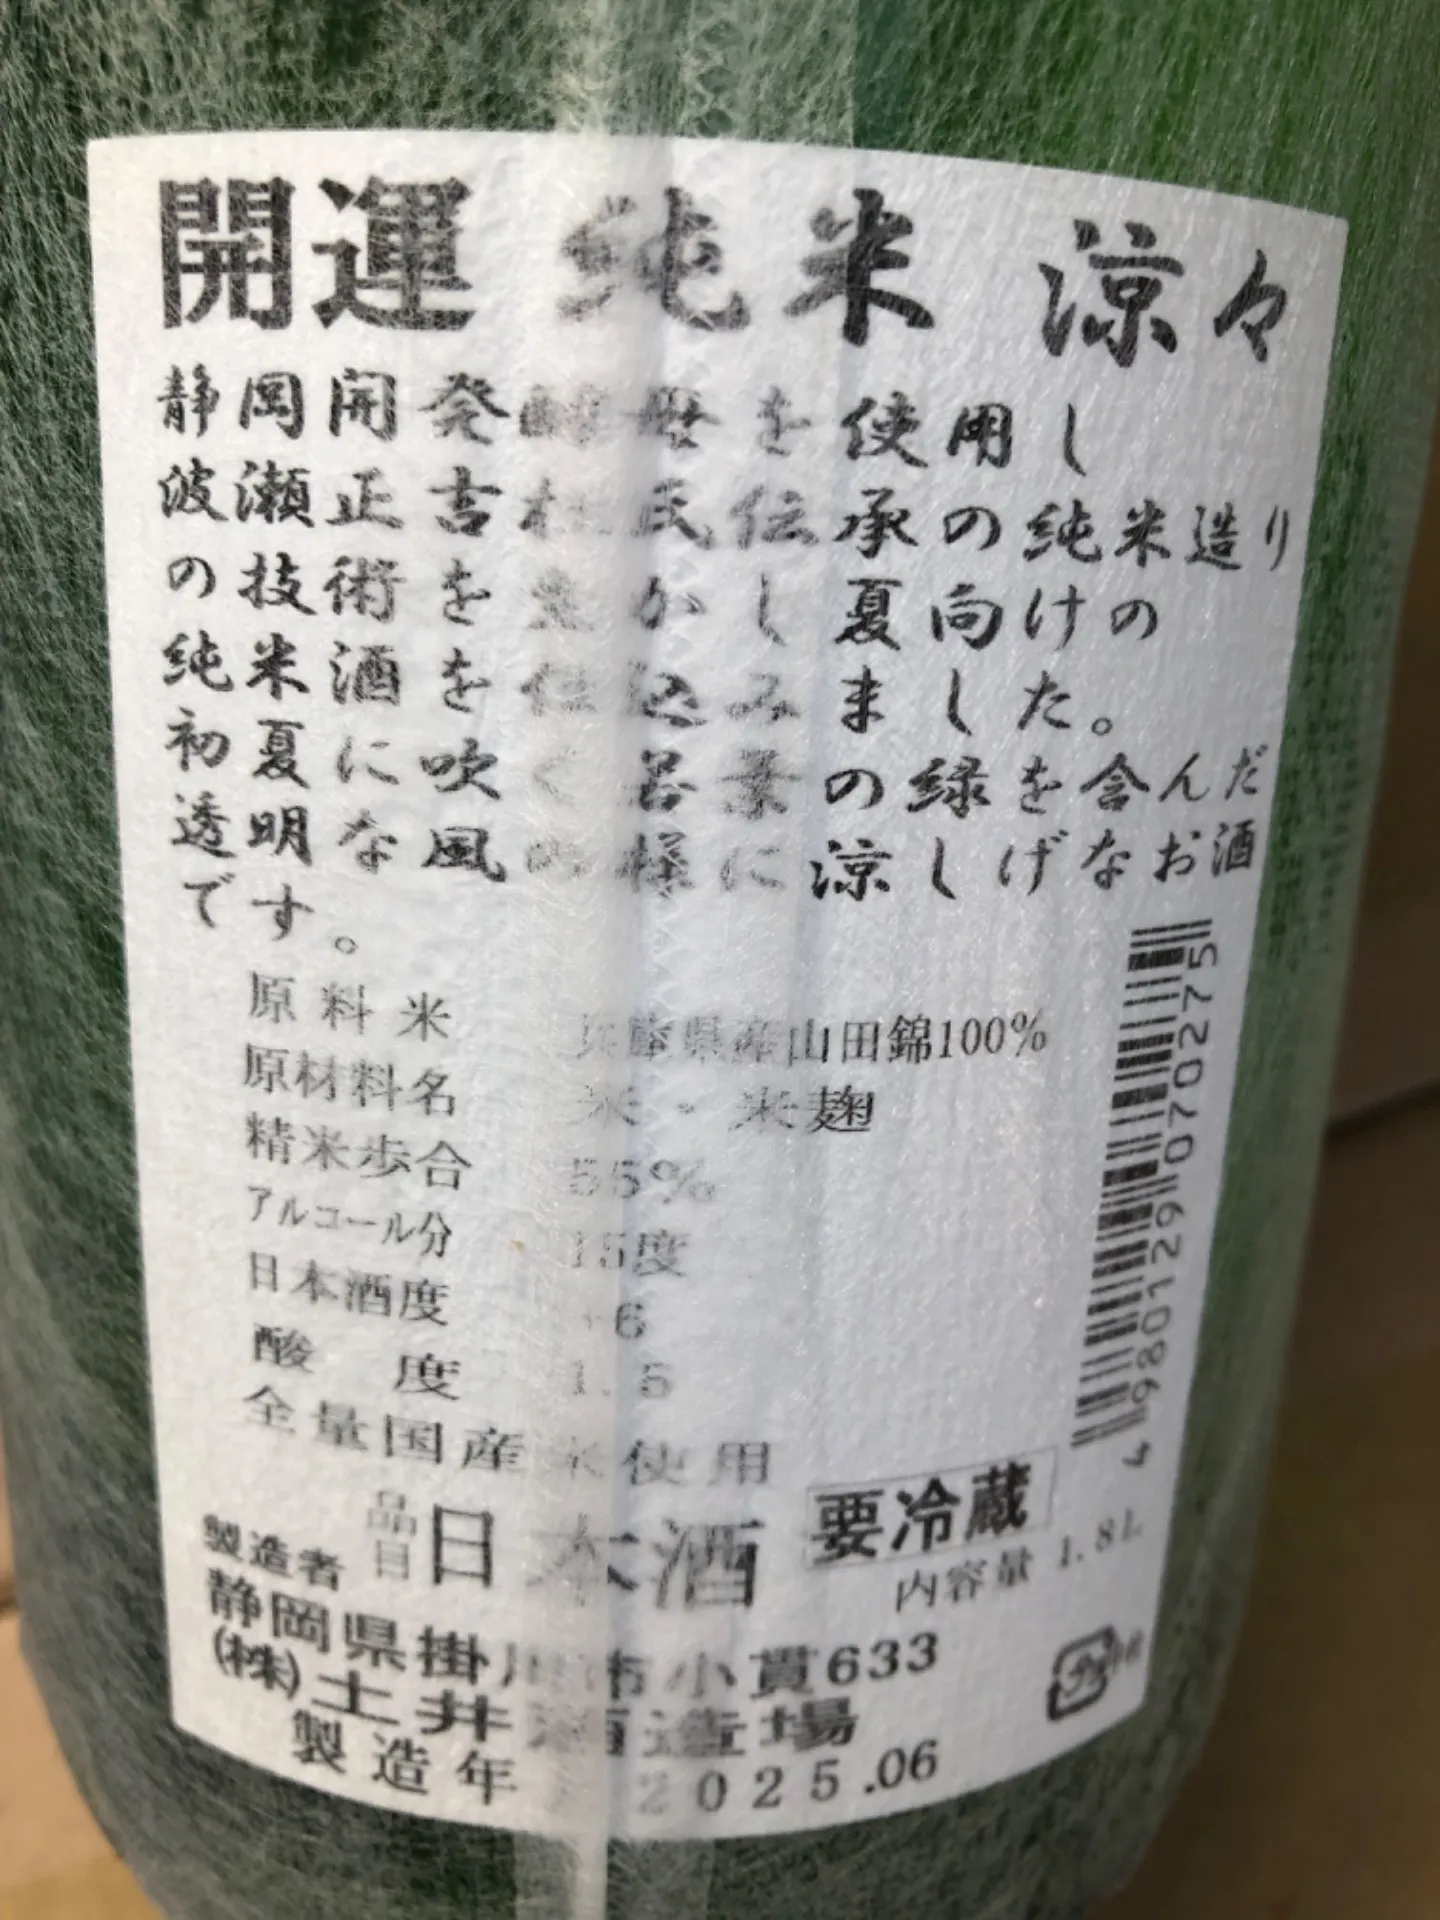 開運 純米 涼々
静岡開発酵母を使用し
波瀬正吉杜氏伝承の純米造り
の技術を生かし夏向けの
純米酒を仕込みました。
初夏に吹く若葉の緑を含んだ
透明な風の様に涼しげなお酒
です。
原料米 兵庫県産山田錦100%
原材料名 米・米麹
精米歩合 55%
アルコール分 15度
日本酒度 +6
酸度 1.5
全量国産米使用
品目 日本酒
要冷蔵
内容量 1.8L
製造者
静岡県掛川市小貫633
(株)土井酒造場
製造年 2025.06
4980129070275